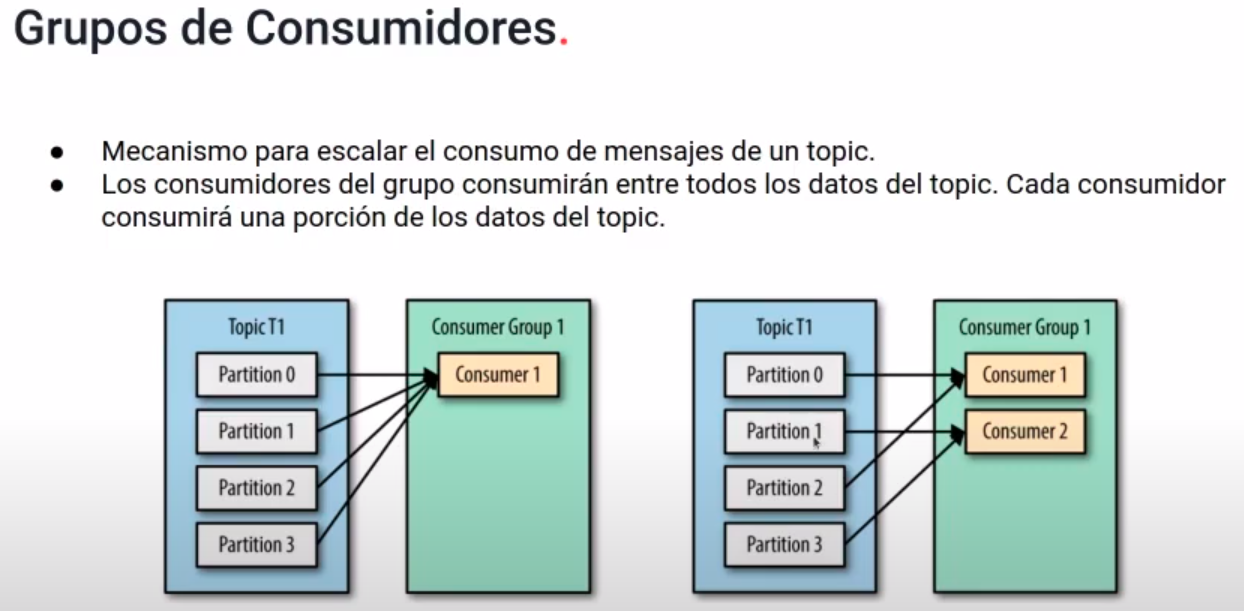 Grupos de Consumidores.
● Mecanismo para escalar el consumo de mensajes de un topic.
● Los consumidores del grupo consumirán entre todos los datos del topic. Cada consumidor
consumirá una porción de los datos del topic.
Topic T1
Partition 0
Partition 1
Partition 2
Partition 3
Consumer Group 1
Consumer 1
Topic T1
Partition 0
Partition 1
Partition 2
Partition 3
Consumer Group 1
Consumer 1
Consumer 2